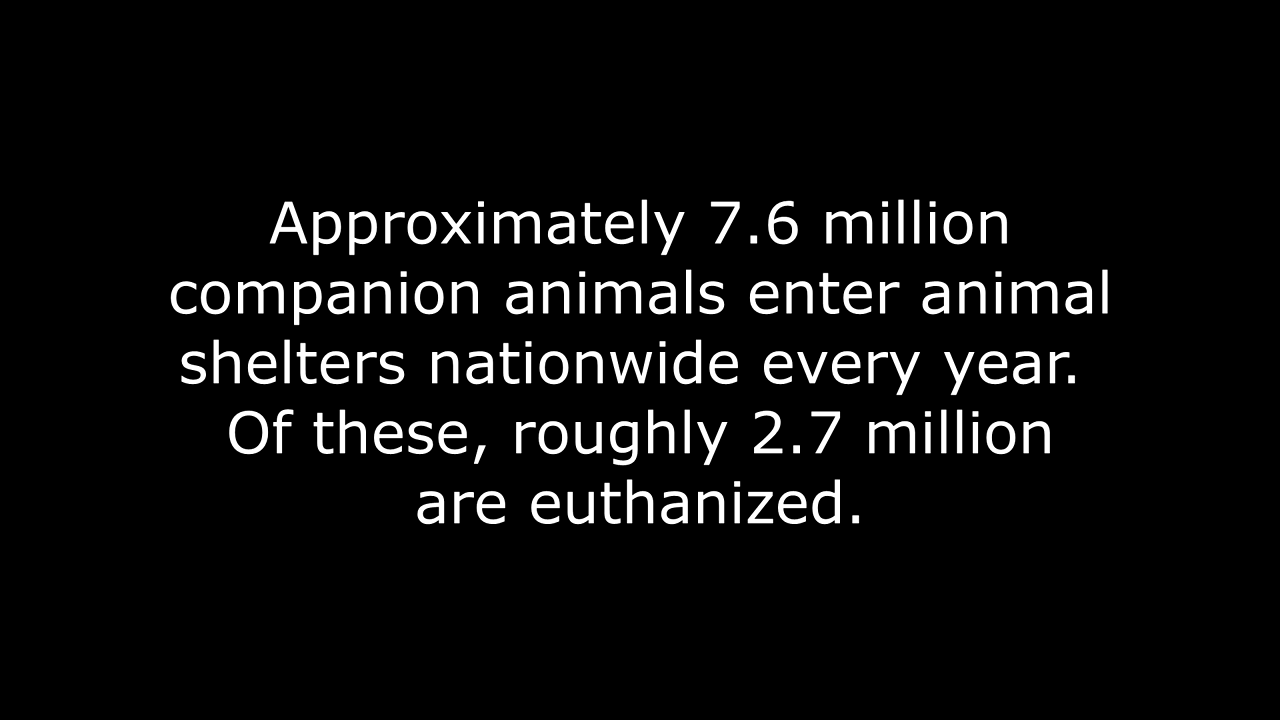 Approximately 7.6 million
companion animals enter animal
shelters nationwide every year.
Of these, roughly 2.7 million
are euthanized.